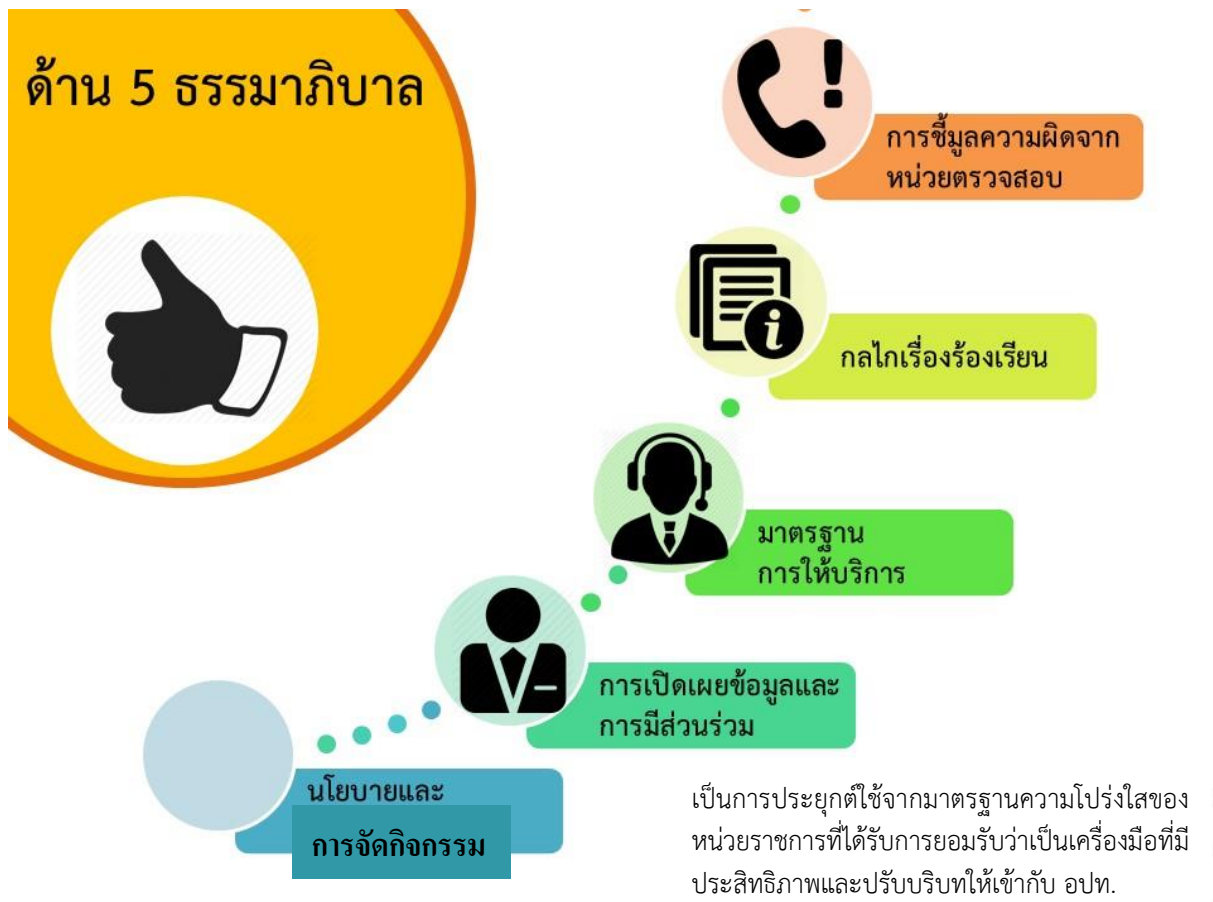 ด้าน 5 ธรรมาภิบาล
การชี้มูลความผิดจาก
หน่วยตรวจสอบ
กลไกเรื่องร้องเรียน
มาตรฐาน
การให้บริการ
การเปิดเผยข้อมูลและ
การมีส่วนร่วม
นโยบายและ
การจัดกิจกรรม
เป็นการประยุกต์ใช้จากมาตรฐานความโปร่งใสของ
หน่วยราชการที่ได้รับการยอมรับว่าเป็นเครื่องมือที่มี
ประสิทธิภาพและปรับบริบทให้เข้ากับ อปท.